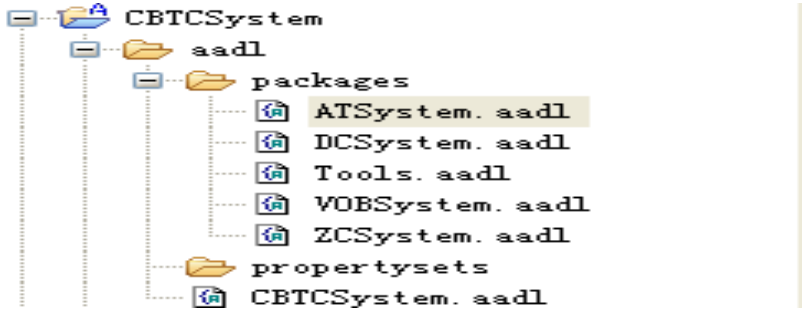 CBTCSystem
aadl
packages
ATSystem.aadl
DCSystem.aadl
Tools.aadl
VOBSystem.aadl
ZCSystem.aadl
propertysets
CBTCSystem.aadl